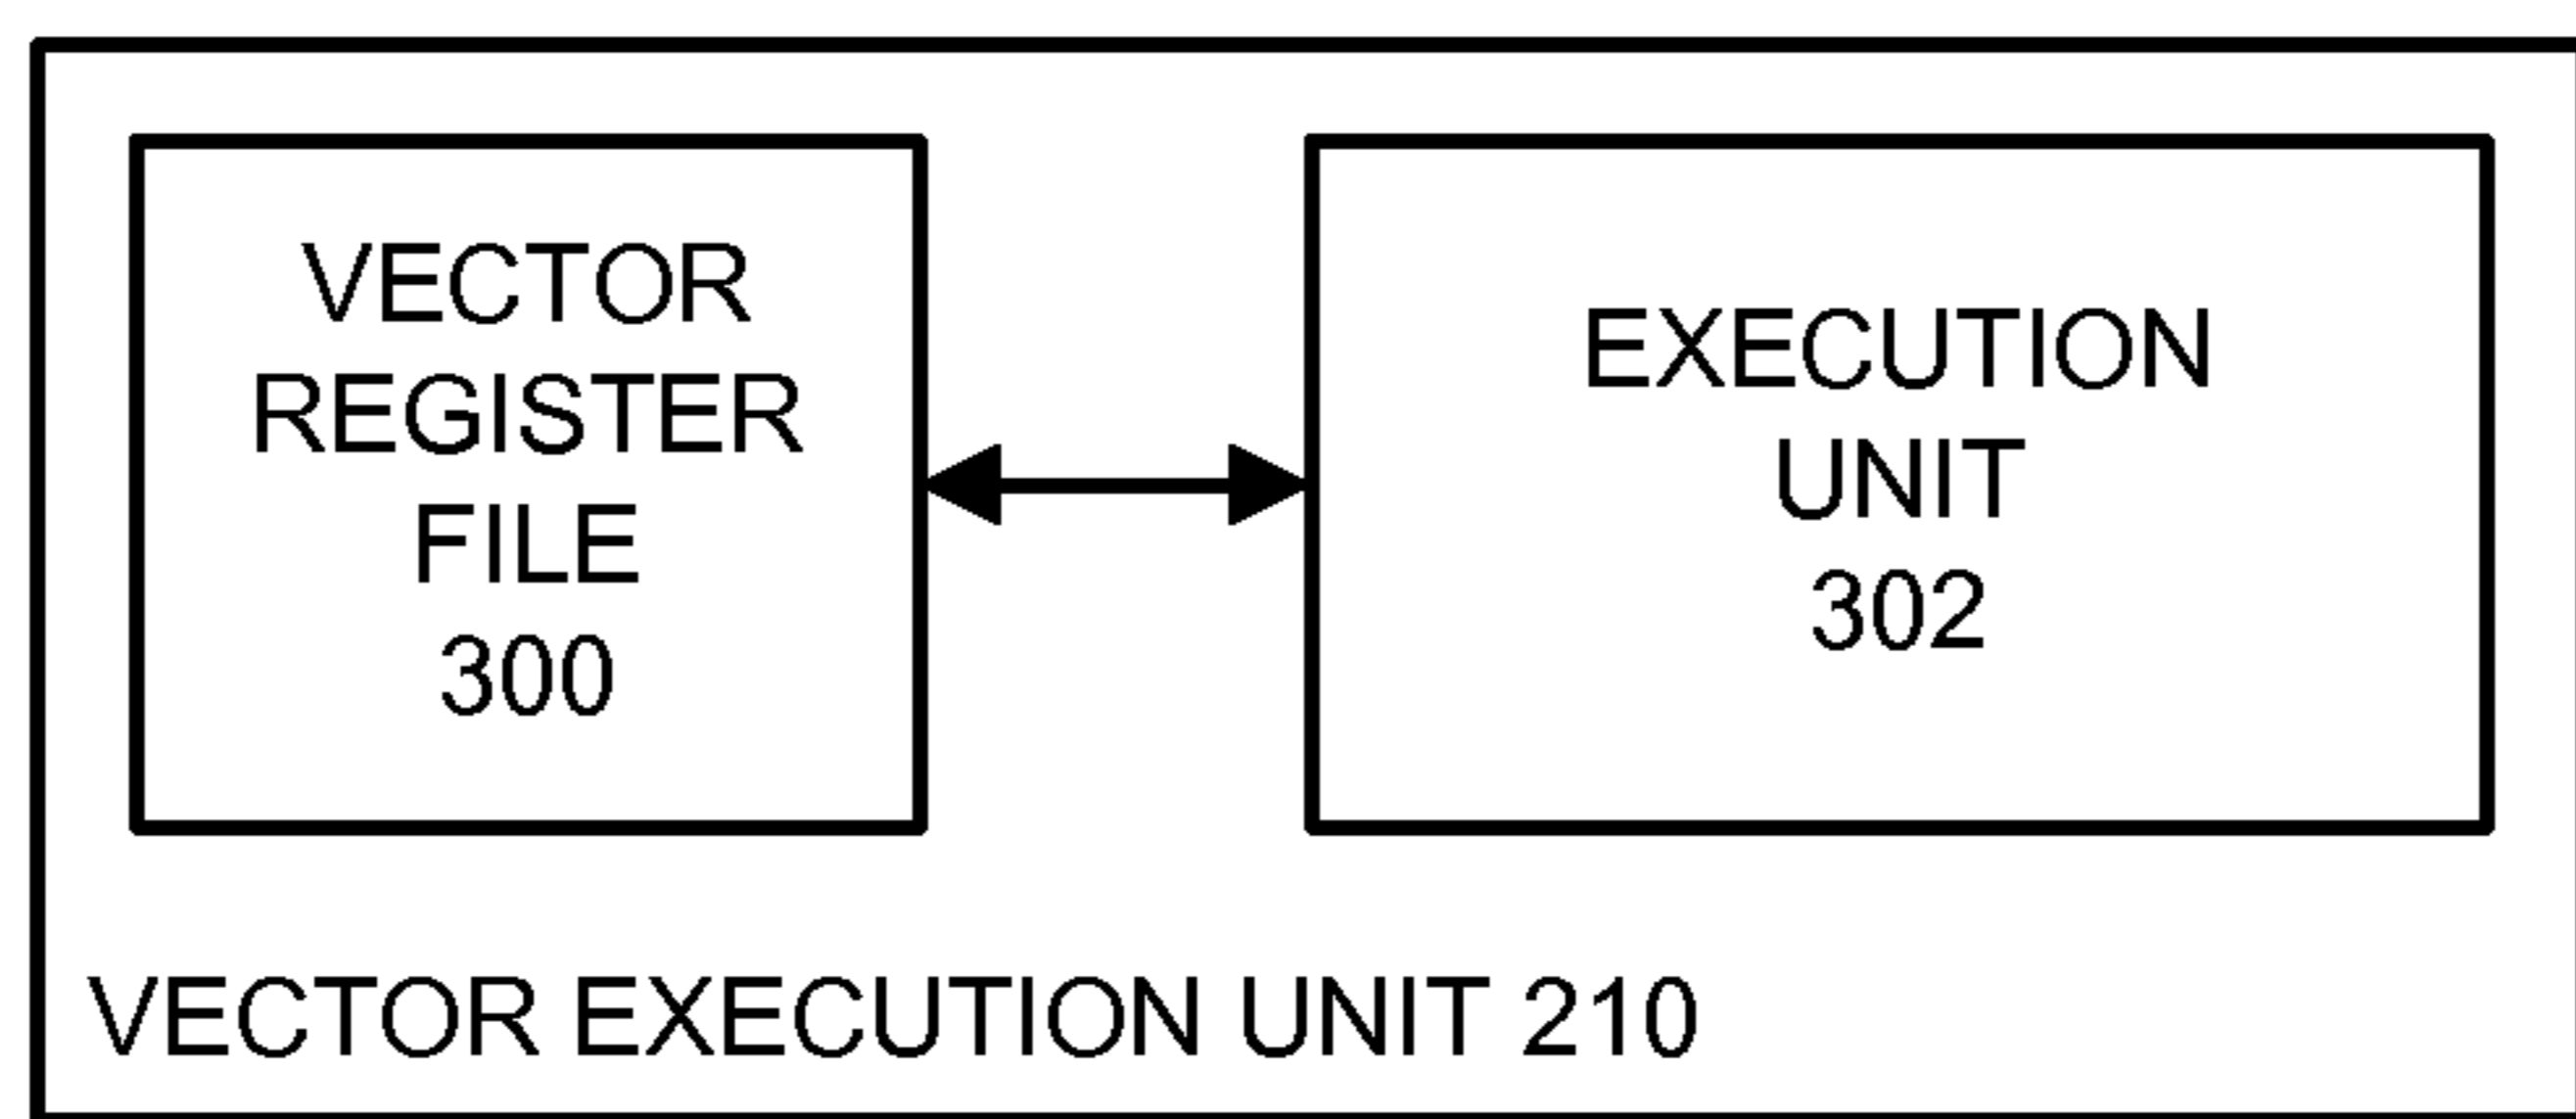 VECTOR
REGISTER
FILE
300
EXECUTION
UNIT
302
VECTOR EXECUTION UNIT 210